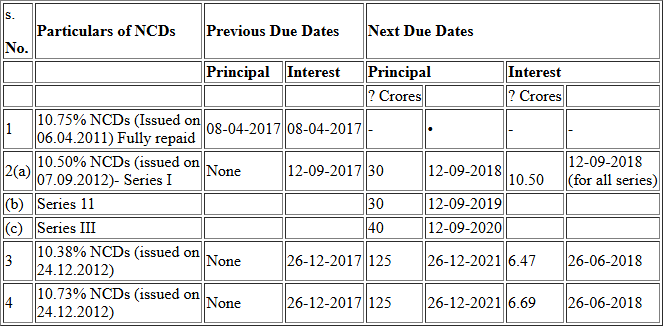 s.
No.
Particulars of NCDs
Previous Due Dates
Next Due Dates
Principal
Interest
Principal
Interest
? Crores
? Crores
1
10.75% NCDs (Issued on
06.04.2011) Fully repaid
08-04-2017
08-04-2017
-
•
-
-
2(a)
10.50% NCDs (issued on
07.09.2012)- Series I
None
12-09-2017
30
12-09-2018
10.50
12-09-2018
(for all series)
(b)
Series 11
30
12-09-2019
(c)
Series III
40
12-09-2020
3
10.38% NCDs (issued on
24.12.2012)
None
26-12-2017
125
26-12-2021
6.47
26-06-2018
4
10.73% NCDs (issued on
24.12.2012)
None
26-12-2017
125
26-12-2021
6.69
26-06-2018